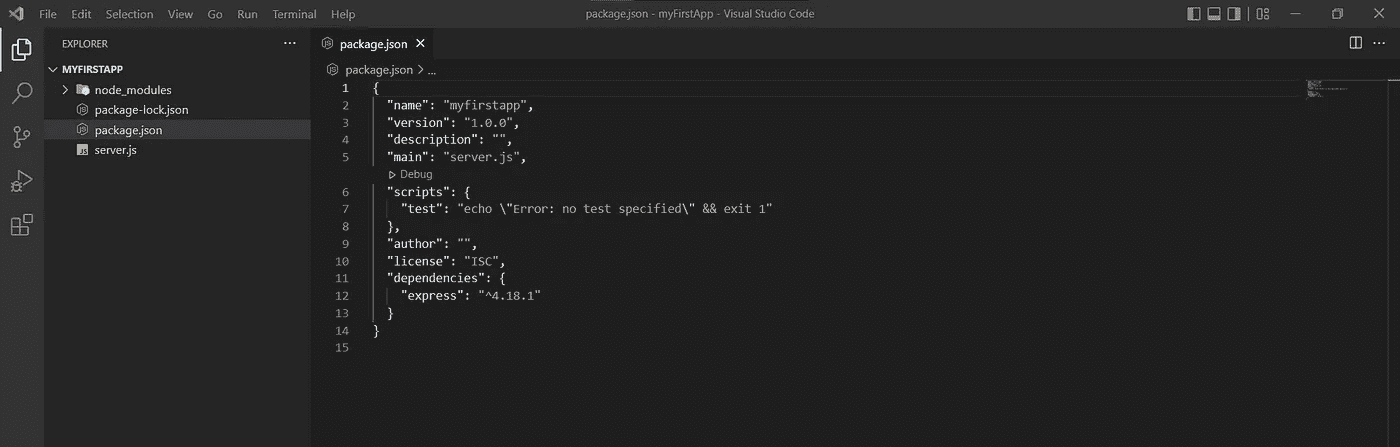 File Edit Selection View Go Run Terminal Help
package.json - myFirstApp - Visual Studio Code
EXPLORER
MYFIRSTAPP
node_modules
package-lock.json
package.json
JS server.js
package.json
package.json > ...
1 {
2 "name": "myfirstapp",
3 "version": "1.0.0",
4 "description": "",
5 "main": "server.js",
Debug
6 "scripts": {
7 "test": "echo \"Error: no test specified\" && exit 1"
8 },
9 "author": "",
10 "license": "ISC",
11 "dependencies": {
12 "express": "^4.18.1"
13 }
14 }
15